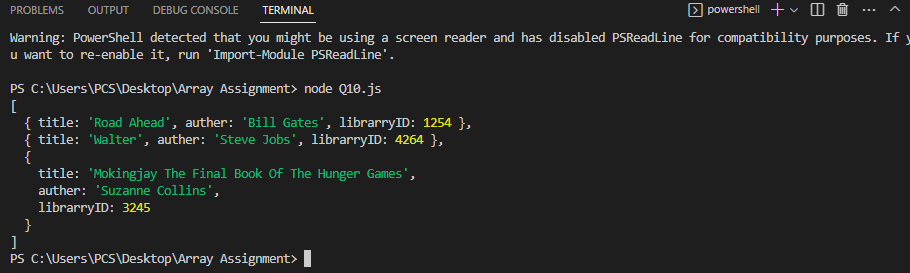 PROBLEMS OUTPUT DEBUG CONSOLE TERMINAL powershell
Warning: PowerShell detected that you might be using a screen reader and has disabled PSReadLine for compatibility purposes. If y
u want to re-enable it, run 'Import-Module PSReadLine'.
PS C:\Users\PCS\Desktop\Array Assignment> node Q10.js
[
{ title: 'Road Ahead', auther: 'Bill Gates', librarryID: 1254 },
{ title: 'Walter', auther: 'Steve Jobs', librarryID: 4264 },
{
title: 'Mokingjay The Final Book Of The Hunger Games',
auther: 'Suzanne Collins',
librarryID: 3245
}
]
PS C:\Users\PCS\Desktop\Array Assignment>